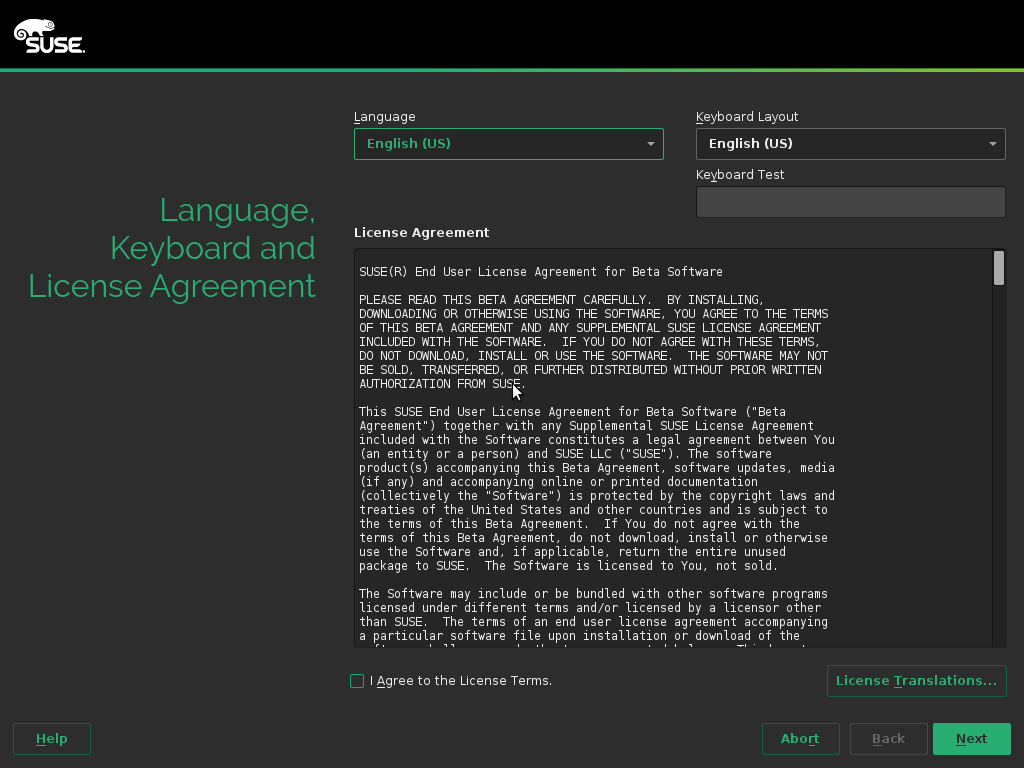 SUSE.
Language
English (US)
Keyboard Layout
English (US)
Keyboard Test
Language,
Keyboard and
License Agreement
License Agreement
SUSE(R) End User License Agreement for Beta Software
PLEASE READ THIS BETA AGREEMENT CAREFULLY.  BY INSTALLING,
DOWNLOADING OR OTHERWISE USING THE SOFTWARE, YOU AGREE TO THE TERMS
OF THIS BETA AGREEMENT AND ANY SUPPLEMENTAL SUSE LICENSE AGREEMENT
INCLUDED WITH THE SOFTWARE.  IF YOU DO NOT AGREE WITH THESE TERMS,
DO NOT DOWNLOAD, INSTALL OR USE THE SOFTWARE.  THE SOFTWARE MAY NOT
BE SOLD, TRANSFERRED, OR FURTHER DISTRIBUTED WITHOUT PRIOR WRITTEN
AUTHORIZATION FROM SUSE.
This SUSE End User License Agreement for Beta Software ("Beta
Agreement") together with any Supplemental SUSE License Agreement
included with the Software constitutes a legal agreement between You
(an entity or a person) and SUSE LLC ("SUSE"). The software
product(s) accompanying this Beta Agreement, software updates, media
(if any) and accompanying online or printed documentation
(collectively the "Software") is protected by the copyright laws and
treaties of the United States and other countries and is subject to
the terms of this Beta Agreement.  If You do not agree with the
terms of this Beta Agreement, do not download, install or otherwise
use the Software and, if applicable, return the entire unused
package to SUSE.  The Software is licensed to You, not sold.
The Software may include or be bundled with other software programs
licensed under different terms and/or licensed by a licensor other
than SUSE.  The terms of an end user license agreement accompanying
a particular software file upon installation or download of the
I Agree to the License Terms.
License Translations...
Help
Abort
Back
Next